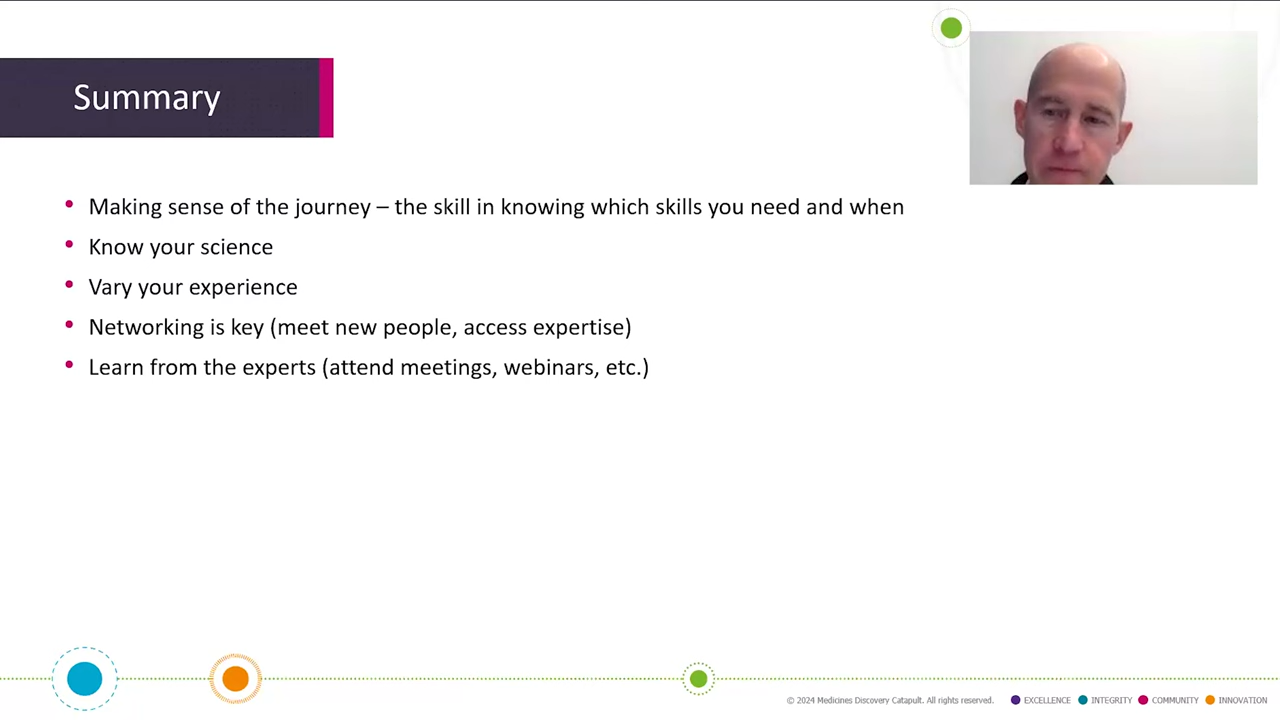 Summary
• Making sense of the journey – the skill in knowing which skills you need and when
• Know your science
• Vary your experience
• Networking is key (meet new people, access expertise)
• Learn from the experts (attend meetings, webinars, etc.)
© 2024 Medicines Discovery Catapult. All rights reserved. EXCELLENCE INTEGRITY COMMUNITY INNOVATION